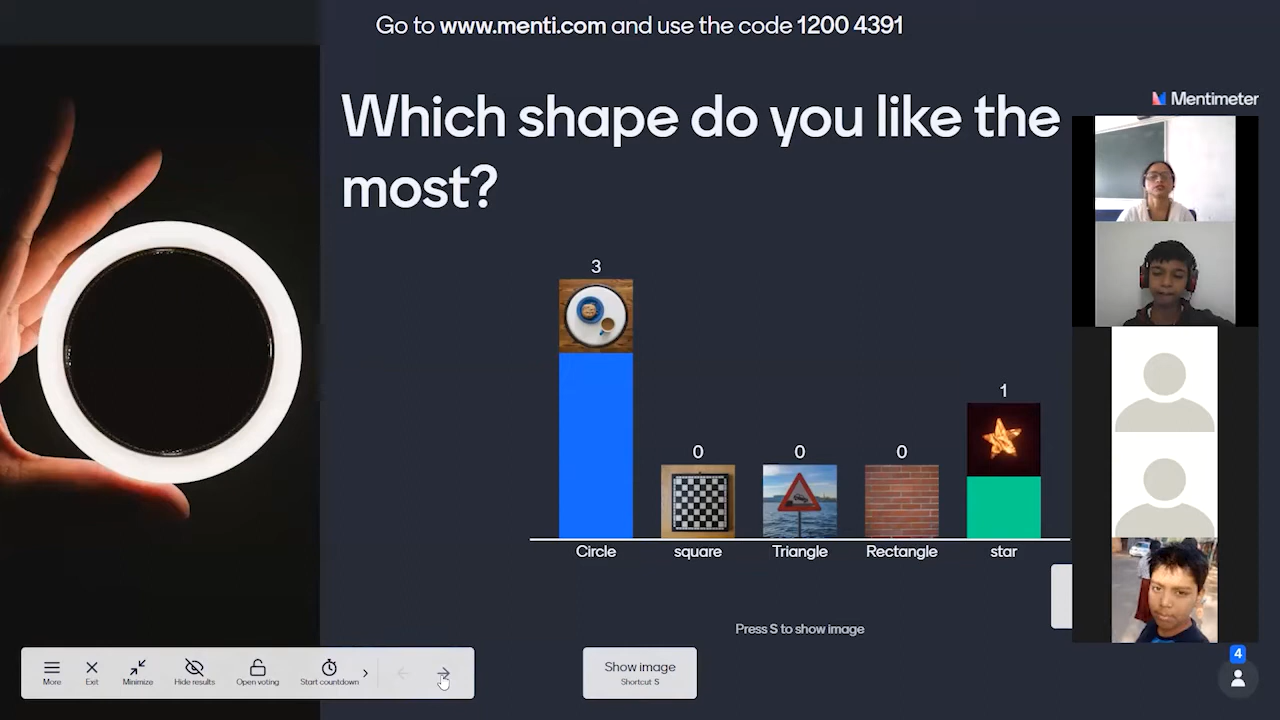 Go to www.menti.com and use the code 1200 4391
Mentimeter
Which shape do you like the
most?
3
0
0
0
1
Circle
square
Triangle
Rectangle
star
Press S to show image
More
Exit
Minimize
Hide results
Open voting
Start countdown
Show image
Shortcut S
4